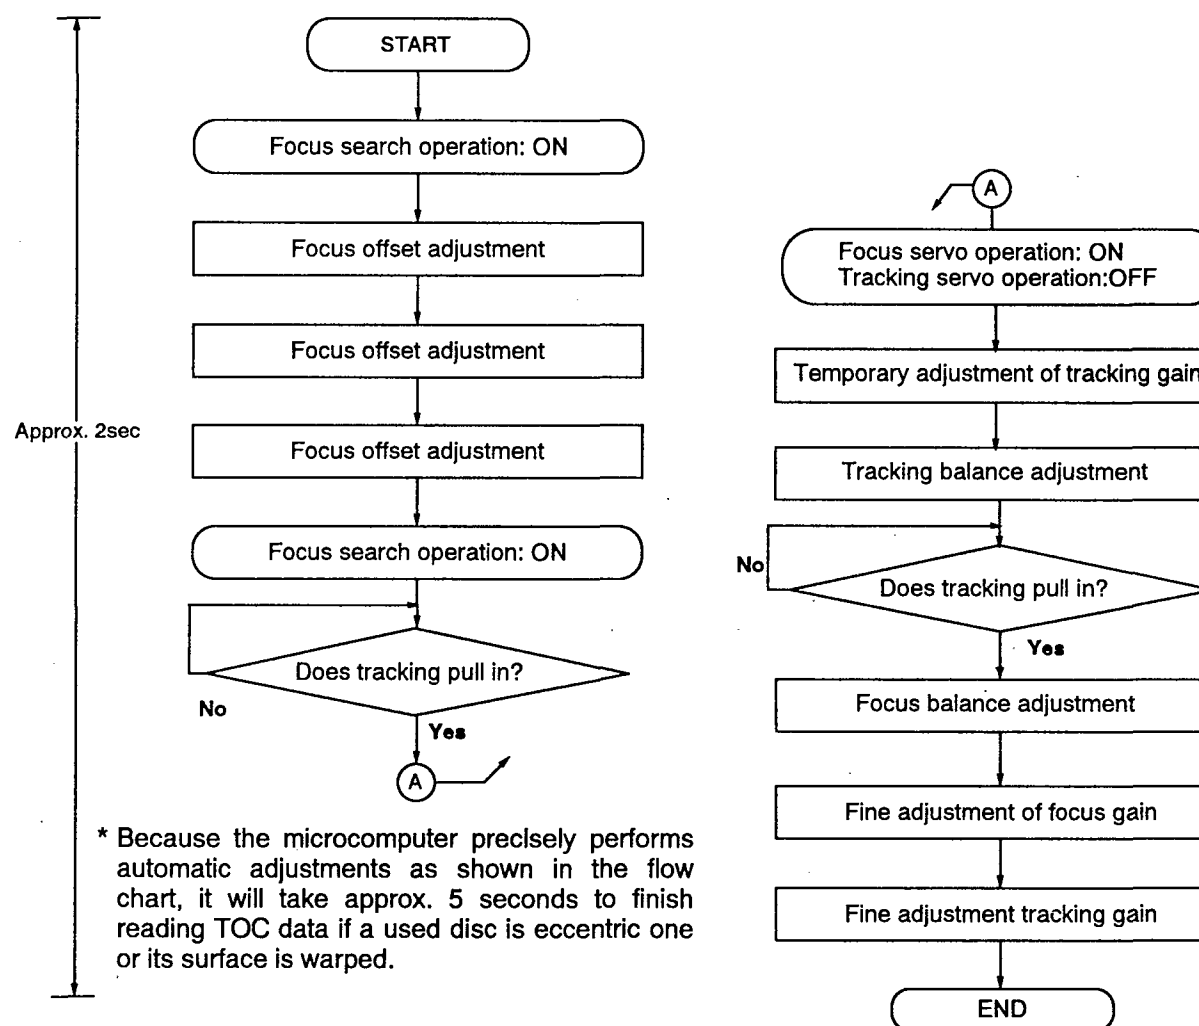 START
Focus search operation: ON
Focus offset adjustment
Focus offset adjustment
Focus offset adjustment
Focus search operation: ON
Does tracking pull in?
No
Yes
A
Approx. 2sec
* Because the microcomputer precisely performs
automatic adjustments as shown in the flow
chart, it will take approx. 5 seconds to finish
reading TOC data if a used disc is eccentric one
or its surface is warped.
A
Focus servo operation: ON
Tracking servo operation:OFF
Temporary adjustment of tracking gain
Tracking balance adjustment
No
Does tracking pull in?
Yes
Focus balance adjustment
Fine adjustment of focus gain
Fine adjustment tracking gain
END